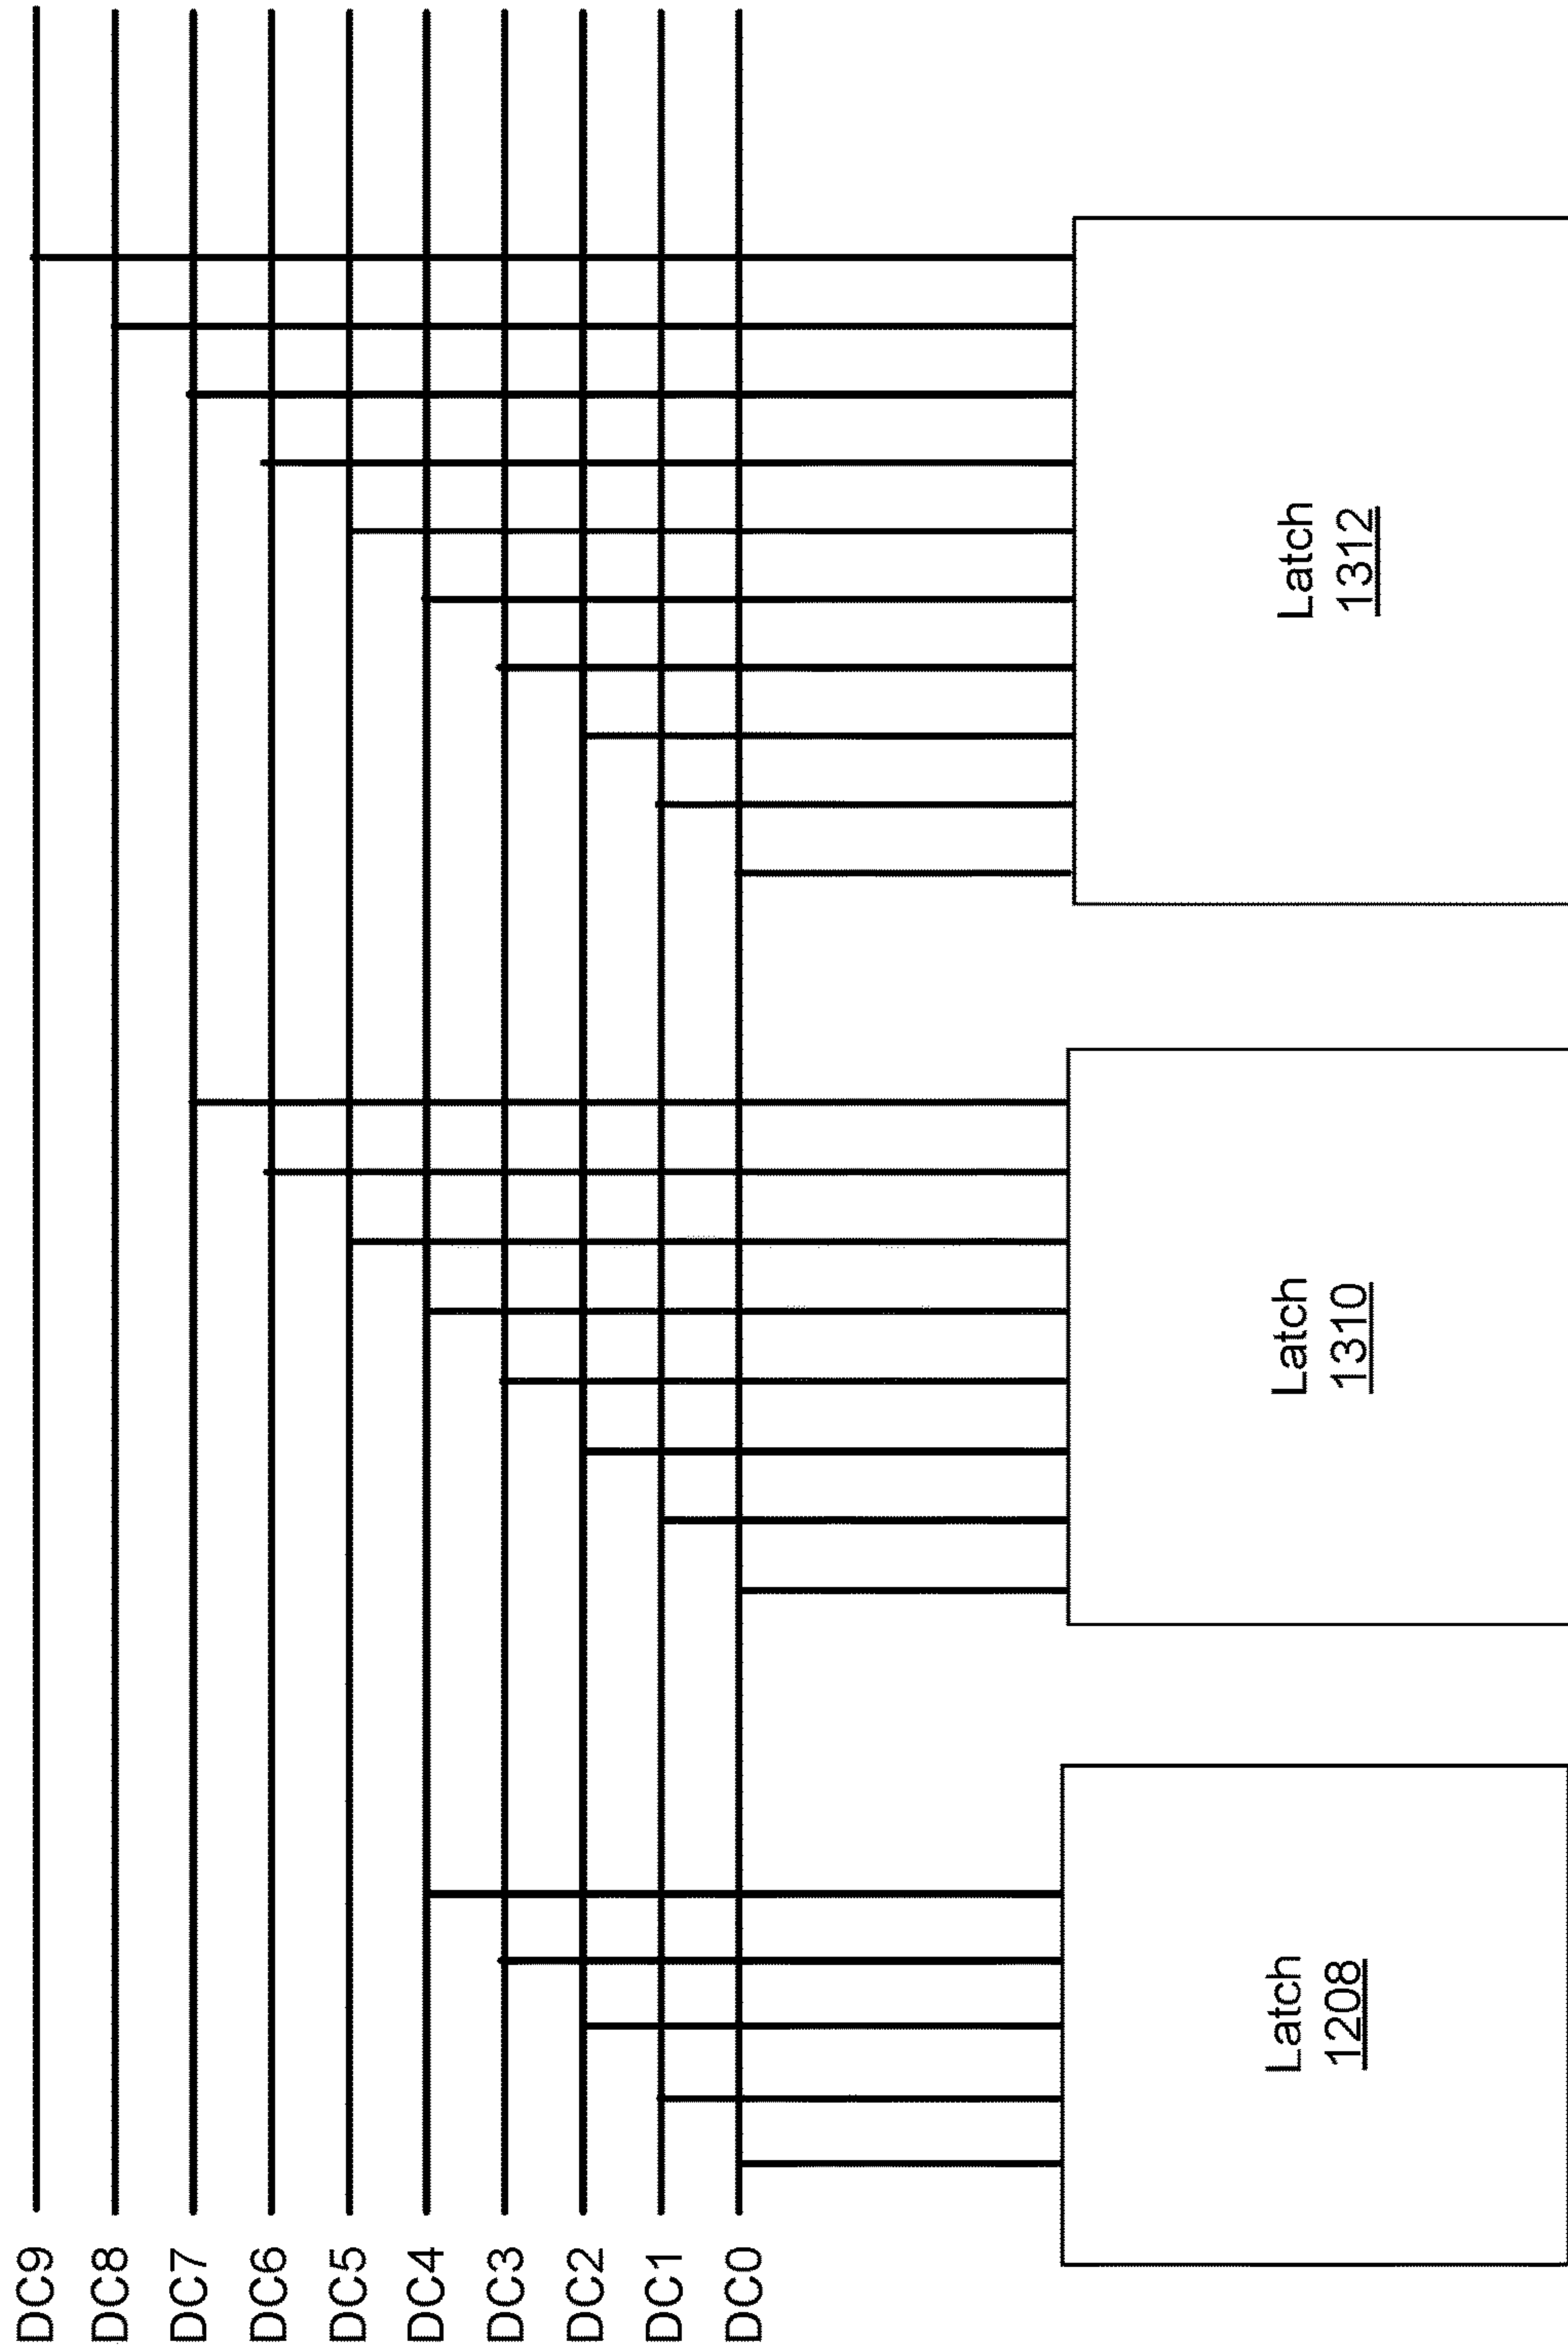 DC9
DC8
DC7
DC6
DC5
DC4
DC3
DC2
DC1
DC0
Latch
1208
Latch
1310
Latch
1312